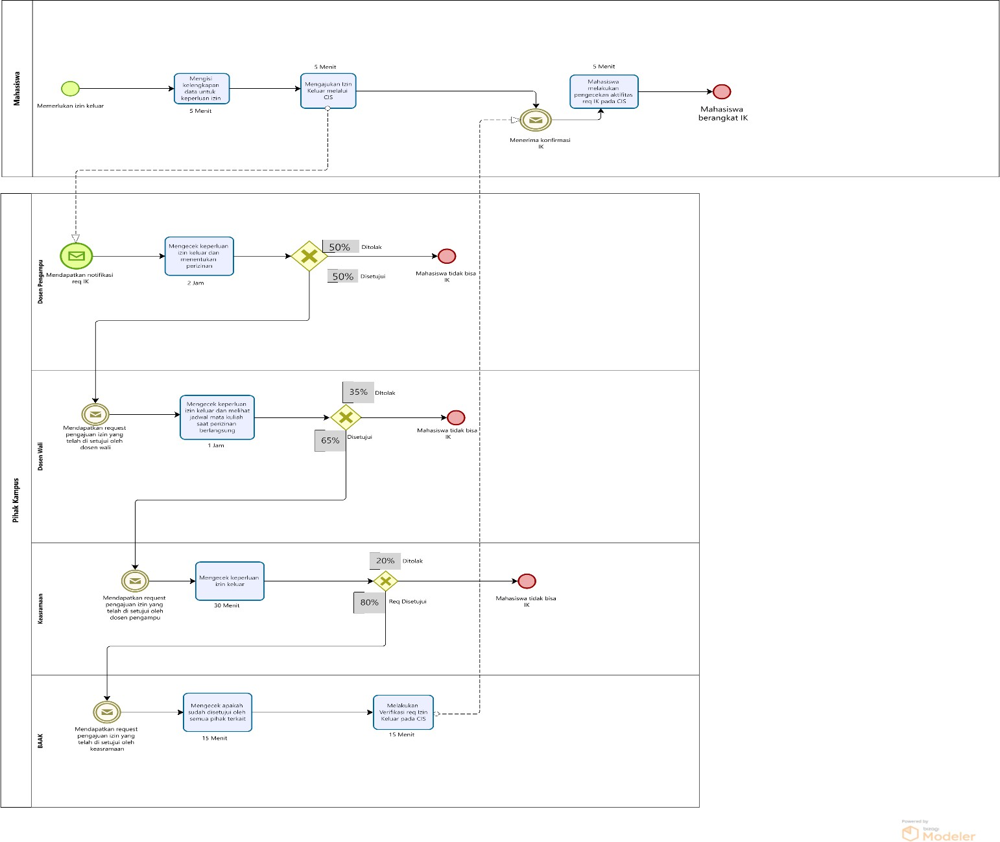 Mahasiswa
Memerlukan izin keluar
Mengisi
kelengkapan
data untuk
keperluan izin
5 Menit
5 Menit
Mengajukan Izin
Keluar melalui
CIS
Menerima konfirmasi
IK
5 Menit
Mahasiswa
melakukan
pengecekan aktifitas
req IK pada CIS
Mahasiswa
berangkat IK
Pihak Kampus
Dosen Pengampu
Mendapatkan notifikasi
req IK
Mengecek keperluan
izin keluar dan
menentukan
perizinan
2 Jam
50%
Ditolak
50%
Disetujui
Mahasiswa tidak bisa
IK
Dosen Wali
Mendapatkan request
pengajuan izin yang
telah di setujui oleh
dosen wali
Mengecek keperluan
izin keluar dan melihat
jadwal mata kuliah
saat perizinan
berlangsung
1 Jam
35%
DItolak
65%
Disetujui
Mahasiswa tidak bisa
IK
Keasramaan
Mendapatkan request
pengajuan izin yang
telah di setujui oleh
dosen pengampu
Mengecek keperluan
izin keluar
30 Menit
20%
Ditolak
80%
Req Disetujui
Mahasiswa tidak bisa
IK
BAAK
Mendapatkan request
pengajuan izin yang
telah di setujui oleh
keasramaan
Mengecek apakah
sudah disetujui oleh
semua pihak terkait
15 Menit
Melakukan
Verifikasi req Izin
Keluar pada CIS
15 Menit
Powered by
bizagi
Modeler